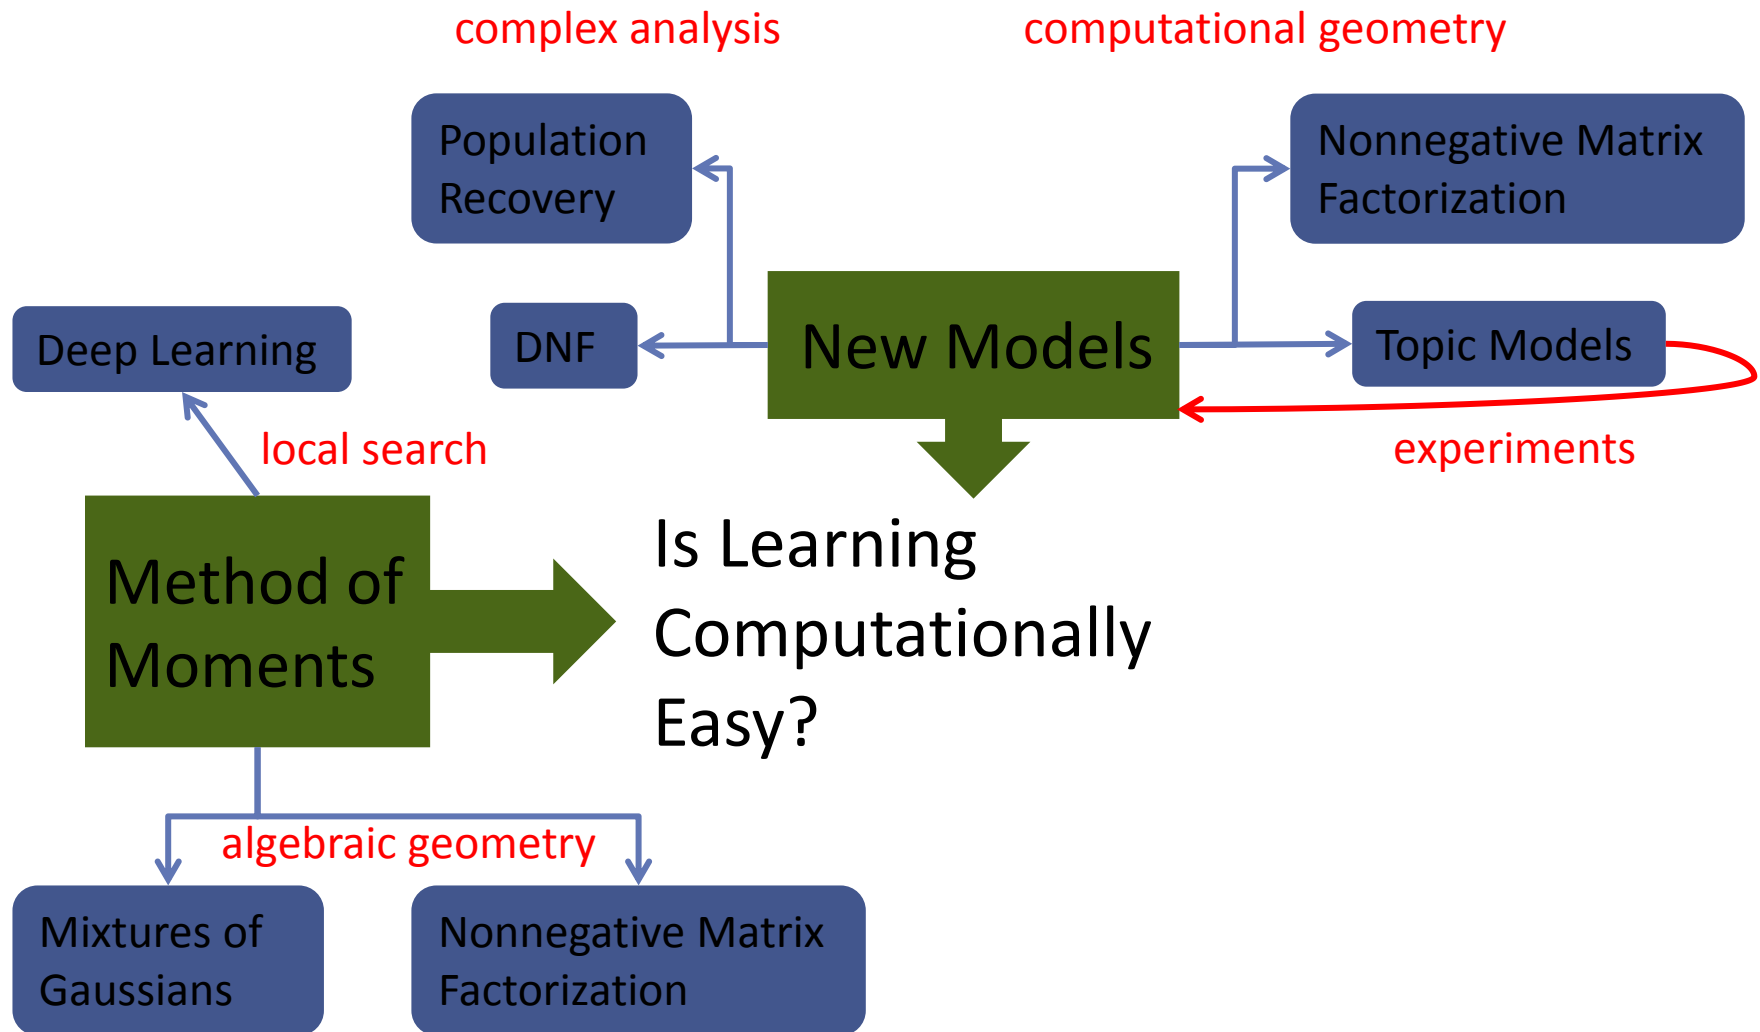 complex analysis
computational geometry
Population
Recovery
Nonnegative Matrix
Factorization
Deep Learning
DNF
New Models
Topic Models
local search
experiments
Method of
Moments
Is Learning
Computationally
Easy?
algebraic geometry
Mixtures of
Gaussians
Nonnegative Matrix
Factorization